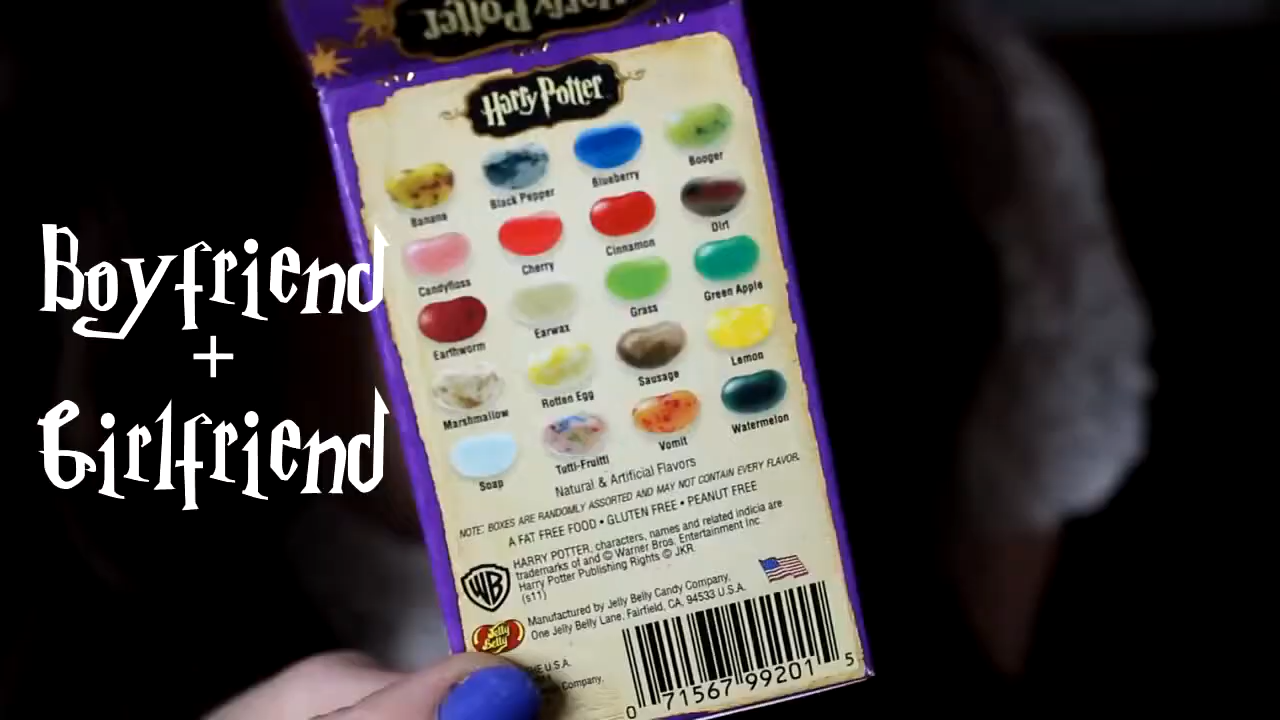 Harry Potter
Harry Potter
Banana
Black Pepper
Blueberry
Booger
Candyfloss
Cherry
Cinnamon
Dirt
Earthworm
Earwax
Grass
Green Apple
Marshmallow
Rotten Egg
Sausage
Lemon
Soap
Tutti-Fruitti
Vomit
Watermelon
Natural & Artificial Flavors
NOTE: BOXES ARE RANDOMLY ASSORTED AND MAY NOT CONTAIN EVERY FLAVOR.
A FAT FREE FOOD • GLUTEN FREE • PEANUT FREE
HARRY POTTER, characters, names and related indicia are
trademarks of and © Warner Bros. Entertainment Inc.
Harry Potter Publishing Rights © JKR.
(s11)
WB
Manufactured by Jelly Belly Candy Company,
One Jelly Belly Lane, Fairfield, CA, 94533 U.S.A.
Jelly
Belly
THE U.S.A.
Company,
0 71567 99201 5
Boyfriend
+
Girlfriend